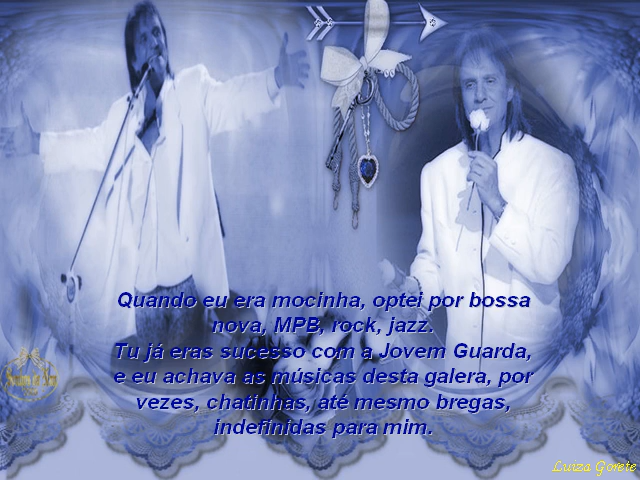 Quando eu era mocinha, optei por bossa
nova, MPB, rock, jazz.
Tu já eras sucesso com a Jovem Guarda,
e eu achava as músicas desta galera, por
vezes, chatinhas, até mesmo bregas,
indefinidas para mim.
Luiza Gorete